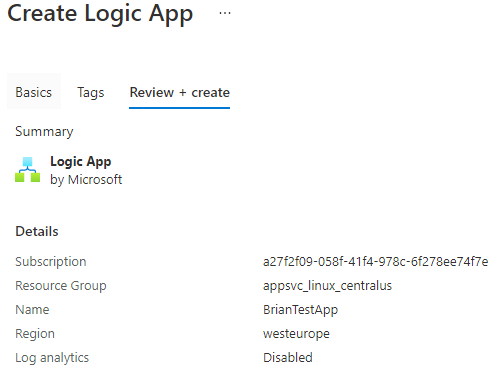 Create Logic App ...
Basics Tags Review + create
Summary
Logic App
by Microsoft
Details
Subscription a27f2f09-058f-41f4-978c-6f278ee74f7e
Resource Group appsvc_linux_centralus
Name BrianTestApp
Region westeurope
Log analytics Disabled